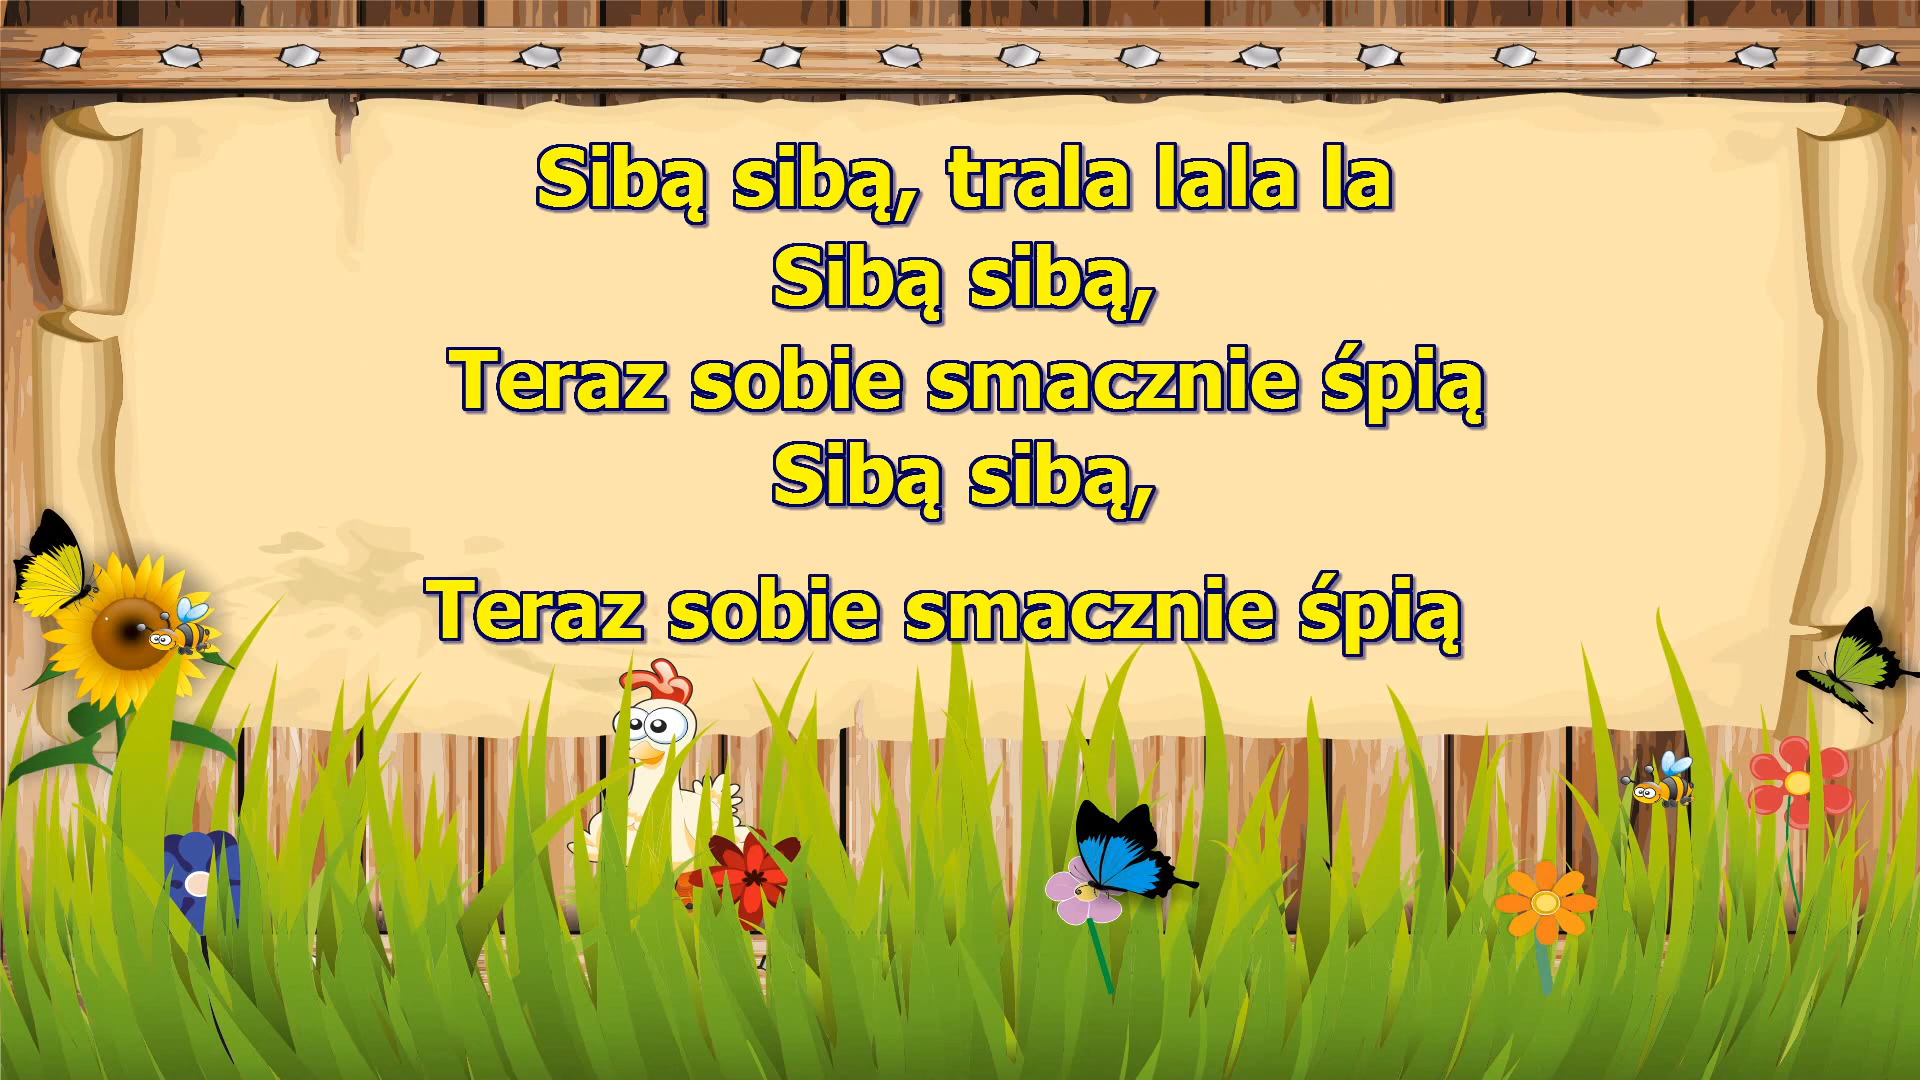 Sibą sibą, trala lala la
Sibą sibą,
Teraz sobie smacznie śpią
Sibą sibą,
Teraz sobie smacznie śpią